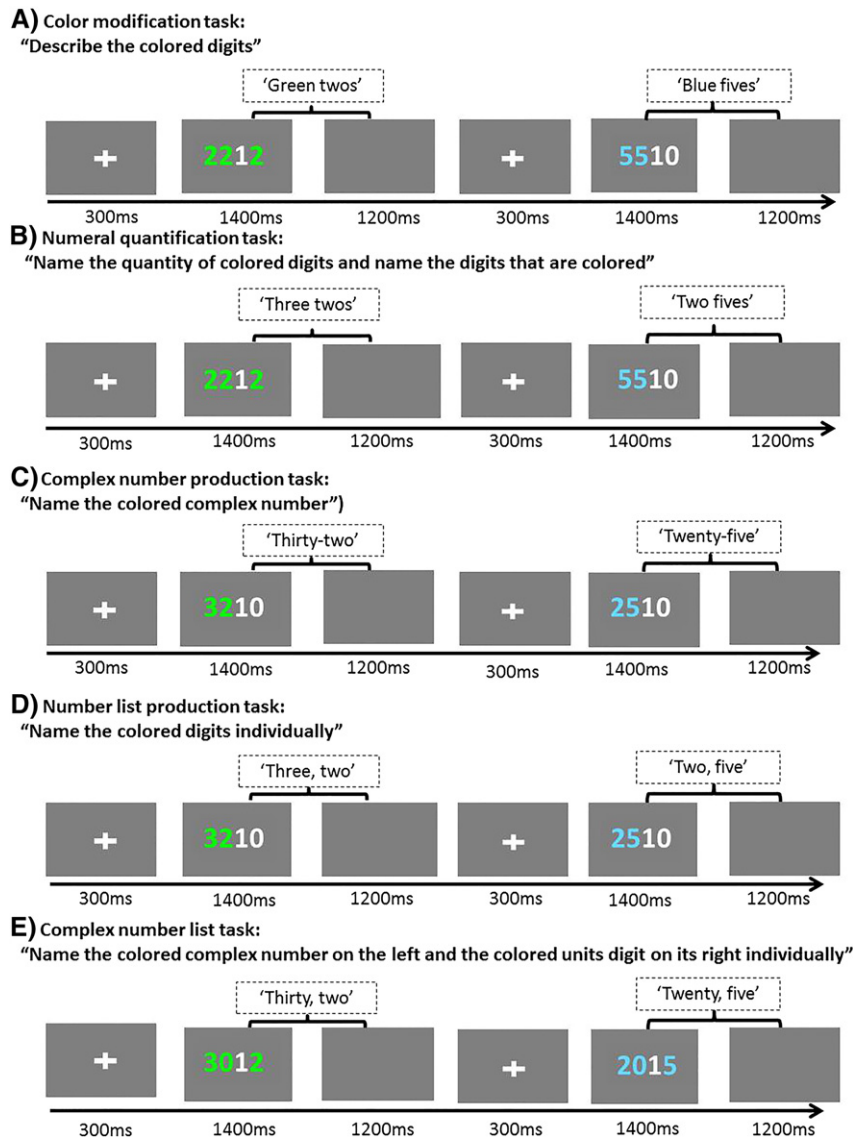 A) Color modification task:
“Describe the colored digits”
‘Green twos’ ‘Blue fives’
+ 2212 + 5510
300ms 1400ms 1200ms 300ms 1400ms 1200ms
B) Numeral quantification task:
“Name the quantity of colored digits and name the digits that are colored”
‘Three twos’ ‘Two fives’
+ 2212 + 5510
300ms 1400ms 1200ms 300ms 1400ms 1200ms
C) Complex number production task:
“Name the colored complex number”)
‘Thirty-two’ ‘Twenty-five’
+ 3210 + 2510
300ms 1400ms 1200ms 300ms 1400ms 1200ms
D) Number list production task:
“Name the colored digits individually”
‘Three, two’ ‘Two, five’
+ 3210 + 2510
300ms 1400ms 1200ms 300ms 1400ms 1200ms
E) Complex number list task:
“Name the colored complex number on the left and the colored units digit on its right individually”
‘Thirty, two’ ‘Twenty, five’
+ 3012 + 2015
300ms 1400ms 1200ms 300ms 1400ms 1200ms